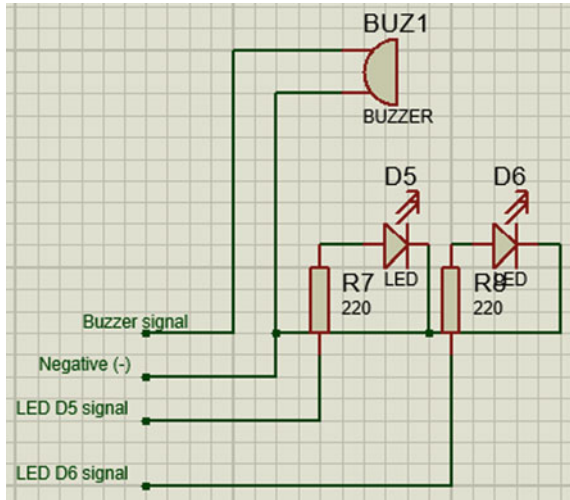 BUZ1
BUZZER
D5
D6
LED
LED
R7
R8
220
220
Buzzer signal
Negative (-)
LED D5 signal
LED D6 signal